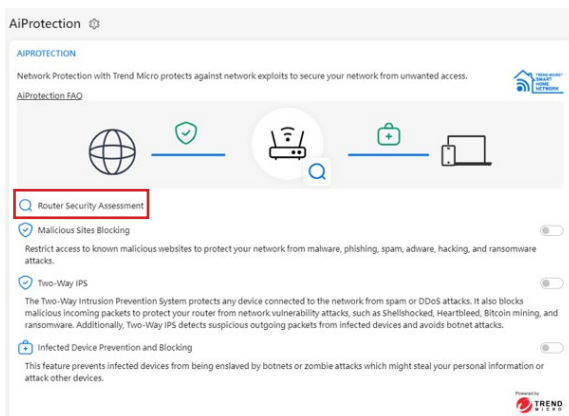 AiProtection
AIPROTECTION
Network Protection with Trend Micro protects against network exploits to secure your network from unwanted access.
AiProtection FAQ
TREND MICRO
SMART
HOME
NETWORK
Router Security Assessment
Malicious Sites Blocking
Restrict access to known malicious websites to protect your network from malware, phishing, spam, adware, hacking, and ransomware
attacks.
Two-Way IPS
The Two-Way Intrusion Prevention System protects any device connected to the network from spam or DDoS attacks. It also blocks
malicious incoming packets to protect your router from network vulnerability attacks, such as Shellshocked, Heartbleed, Bitcoin mining, and
ransomware. Additionally, Two-Way IPS detects suspicious outgoing packets from infected devices and avoids botnet attacks.
Infected Device Prevention and Blocking
This feature prevents infected devices from being enslaved by botnets or zombie attacks which might steal your personal information or
attack other devices.
Powered by
TREND
MICRO